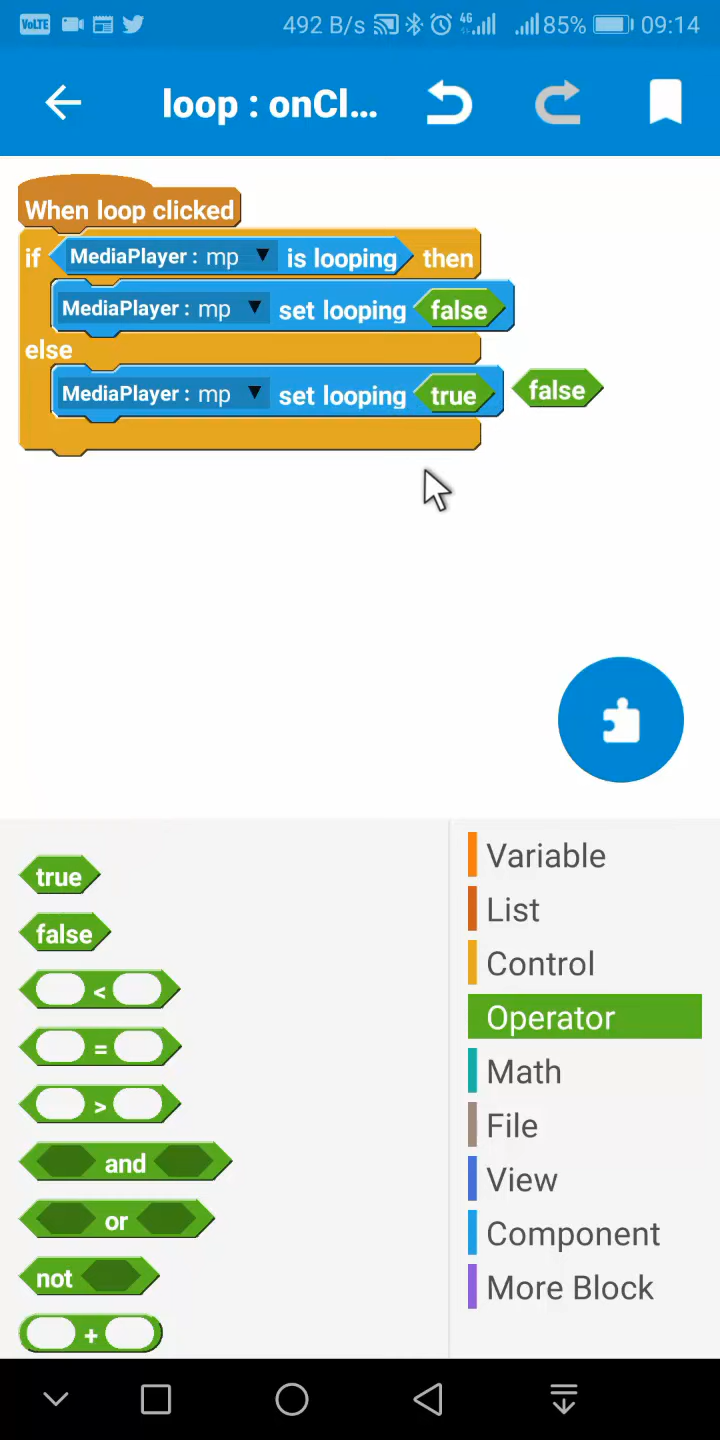 VoLTE 492 B/s 4G 85% 09:14
loop : onCl...
When loop clicked
if MediaPlayer : mp is looping then
MediaPlayer : mp set looping false
else
MediaPlayer : mp set looping true false
true
false
<
=
>
and
or
not
+
Variable
List
Control
Operator
Math
File
View
Component
More Block